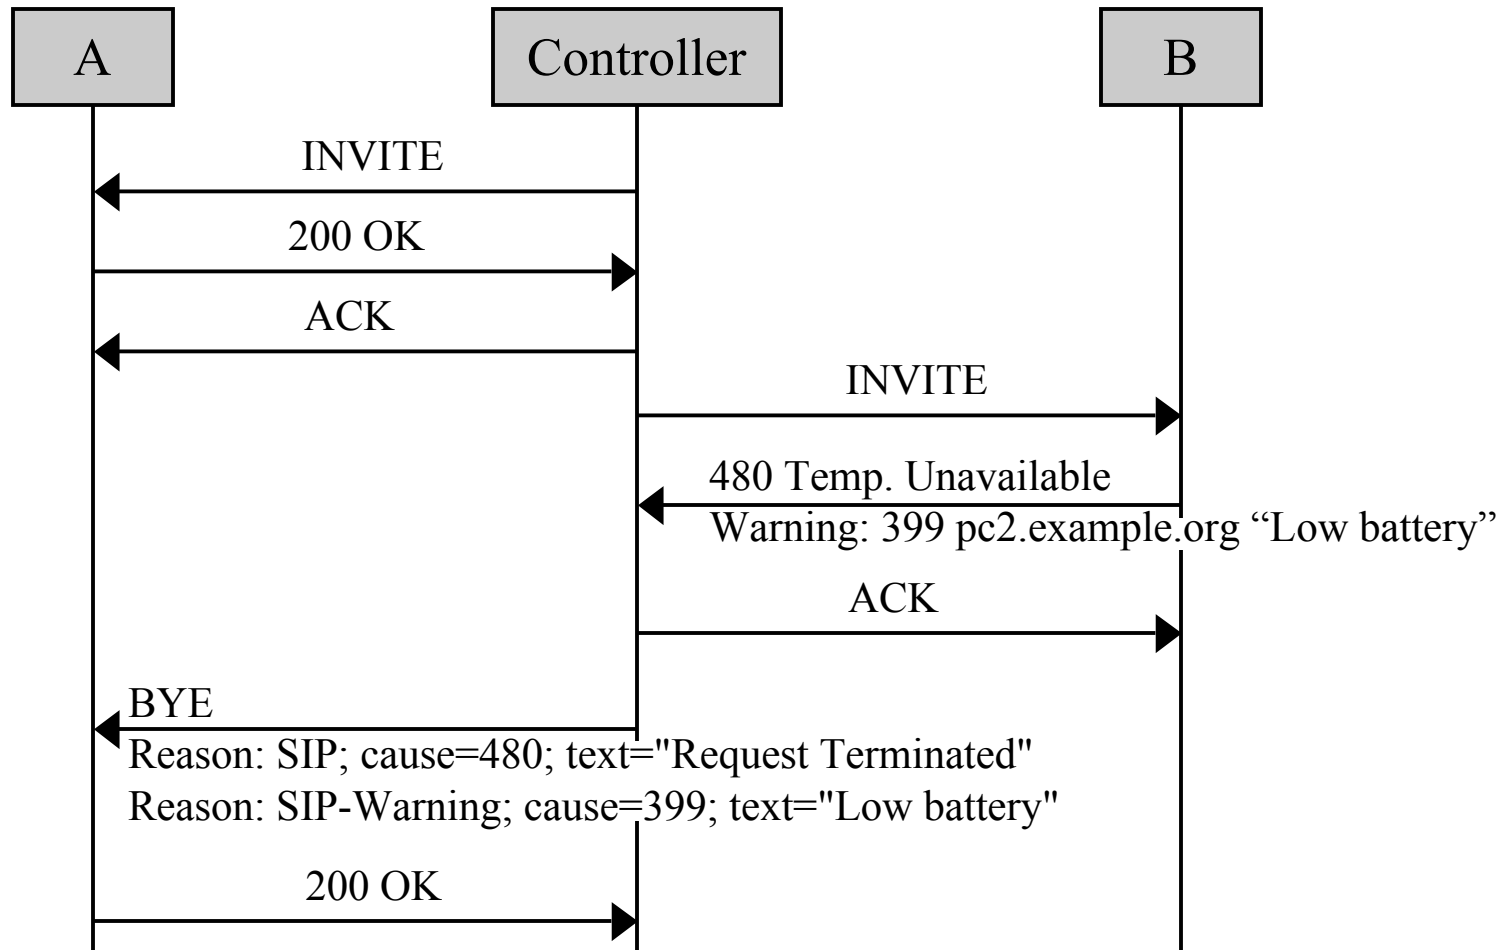 A
Controller
B
INVITE
200 OK
ACK
INVITE
480 Temp. Unavailable
Warning: 399 pc2.example.org “Low battery”
ACK
BYE
Reason: SIP; cause=480; text="Request Terminated"
Reason: SIP-Warning; cause=399; text="Low battery"
200 OK